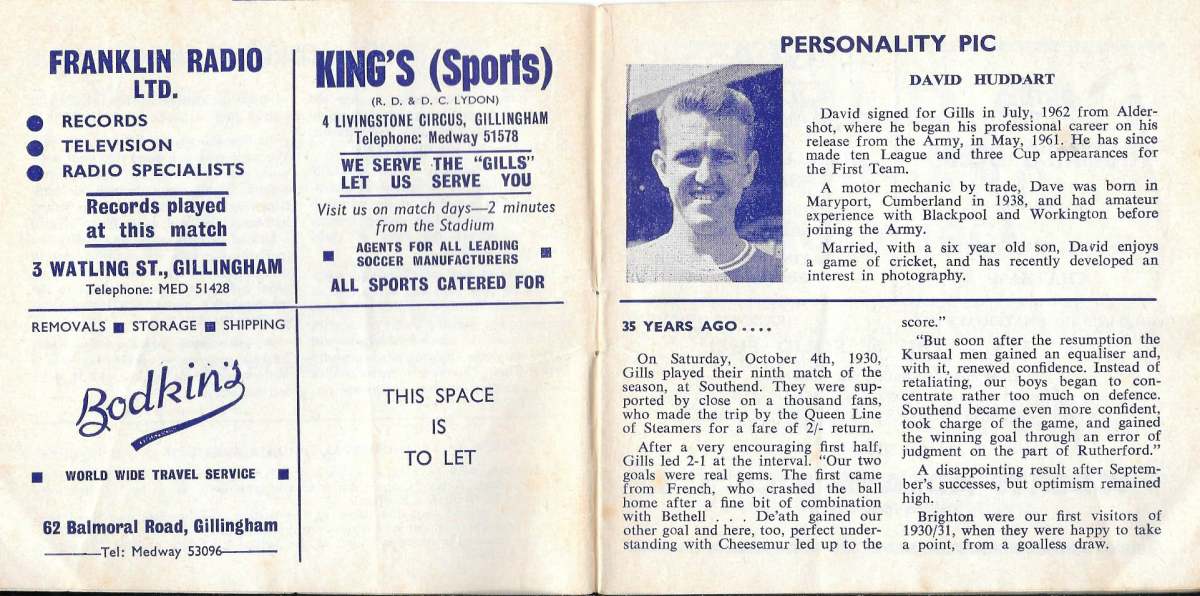 FRANKLIN RADIO
LTD.
● RECORDS
● TELEVISION
● RADIO SPECIALISTS
Records played
at this match
3 WATLING ST., GILLINGHAM
Telephone: MED 51428
KING'S (Sports)
(R. D. & D. C. LYDON)
4 LIVINGSTONE CIRCUS, GILLINGHAM
Telephone: Medway 51578
WE SERVE THE "GILLS"
LET US SERVE YOU
Visit us on match days—2 minutes
from the Stadium
■ AGENTS FOR ALL LEADING ■
SOCCER MANUFACTURERS
ALL SPORTS CATERED FOR
REMOVALS ■ STORAGE ■ SHIPPING
Bodkin's
■ WORLD WIDE TRAVEL SERVICE ■
62 Balmoral Road, Gillingham
Tel: Medway 53096
THIS SPACE
IS
TO LET
PERSONALITY PIC
DAVID HUDDART
David signed for Gills in July, 1962 from Alder-
shot, where he began his professional career on his
release from the Army, in May, 1961. He has since
made ten League and three Cup appearances for
the First Team.
A motor mechanic by trade, Dave was born in
Maryport, Cumberland in 1938, and had amateur
experience with Blackpool and Workington before
joining the Army.
Married, with a six year old son, David enjoys
a game of cricket, and has recently developed an
interest in photography.
35 YEARS AGO . . . .
On Saturday, October 4th, 1930,
Gills played their ninth match of the
season, at Southend. They were sup-
ported by close on a thousand fans,
who made the trip by the Queen Line
of Steamers for a fare of 2/- return.
After a very encouraging first half,
Gills led 2-1 at the interval. "Our two
goals were real gems. The first came
from French, who crashed the ball
home after a fine bit of combination
with Bethell . . . De'ath gained our
other goal and here, too, perfect under-
standing with Cheesemur led up to the
score."
"But soon after the resumption the
Kursaal men gained an equaliser and,
with it, renewed confidence. Instead of
retaliating, our boys began to con-
centrate rather too much on defence.
Southend became even more confident,
took charge of the game, and gained
the winning goal through an error of
judgment on the part of Rutherford."
A disappointing result after Septem-
ber's successes, but optimism remained
high.
Brighton were our first visitors of
1930/31, when they were happy to take
a point, from a goalless draw.